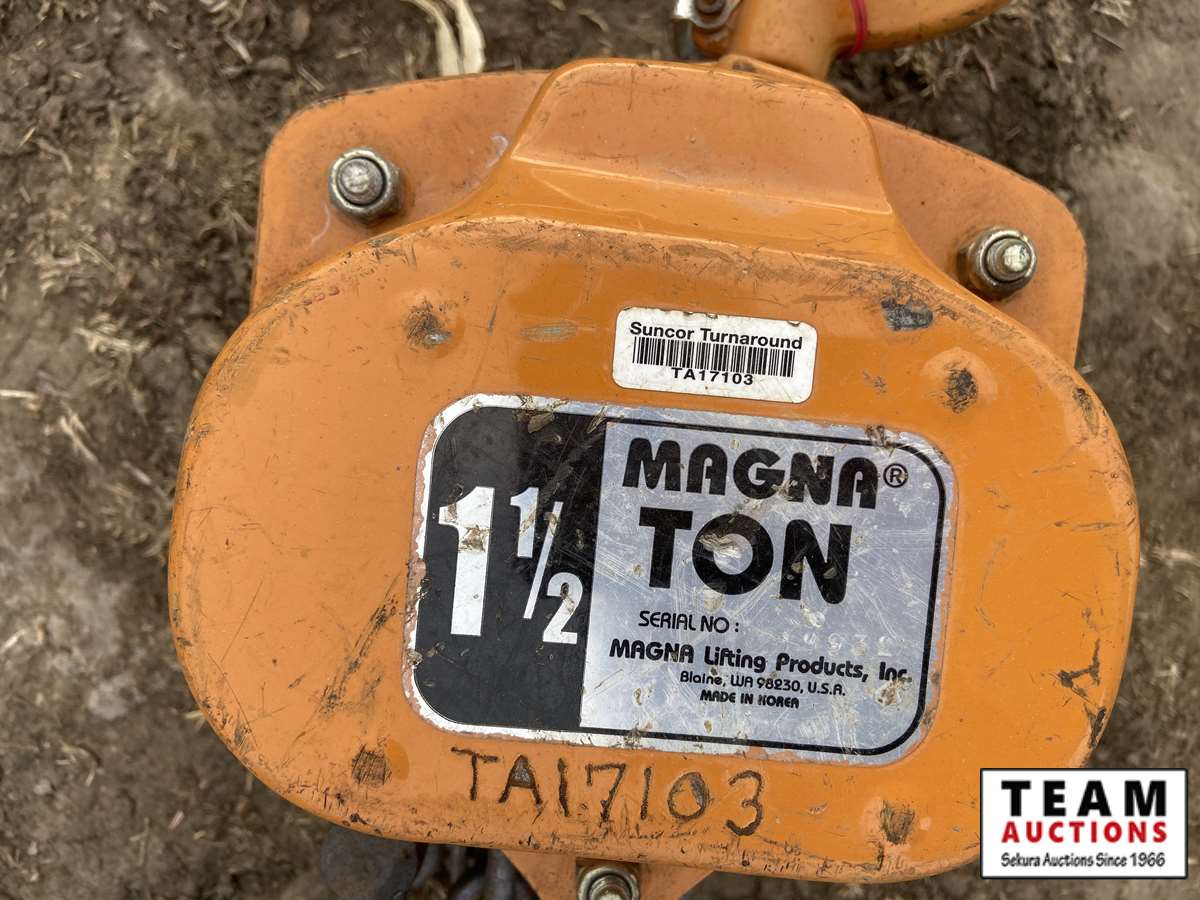 Suncor Turnaround
TA17103
1 1/2
MAGNA®
TON
SERIAL NO :
MAGNA Lifting Products, Inc.
Blaine, WA 98230, U.S.A.
MADE IN KOREA
TA17103
TEAM
AUCTIONS
Sekura Auctions Since 1966